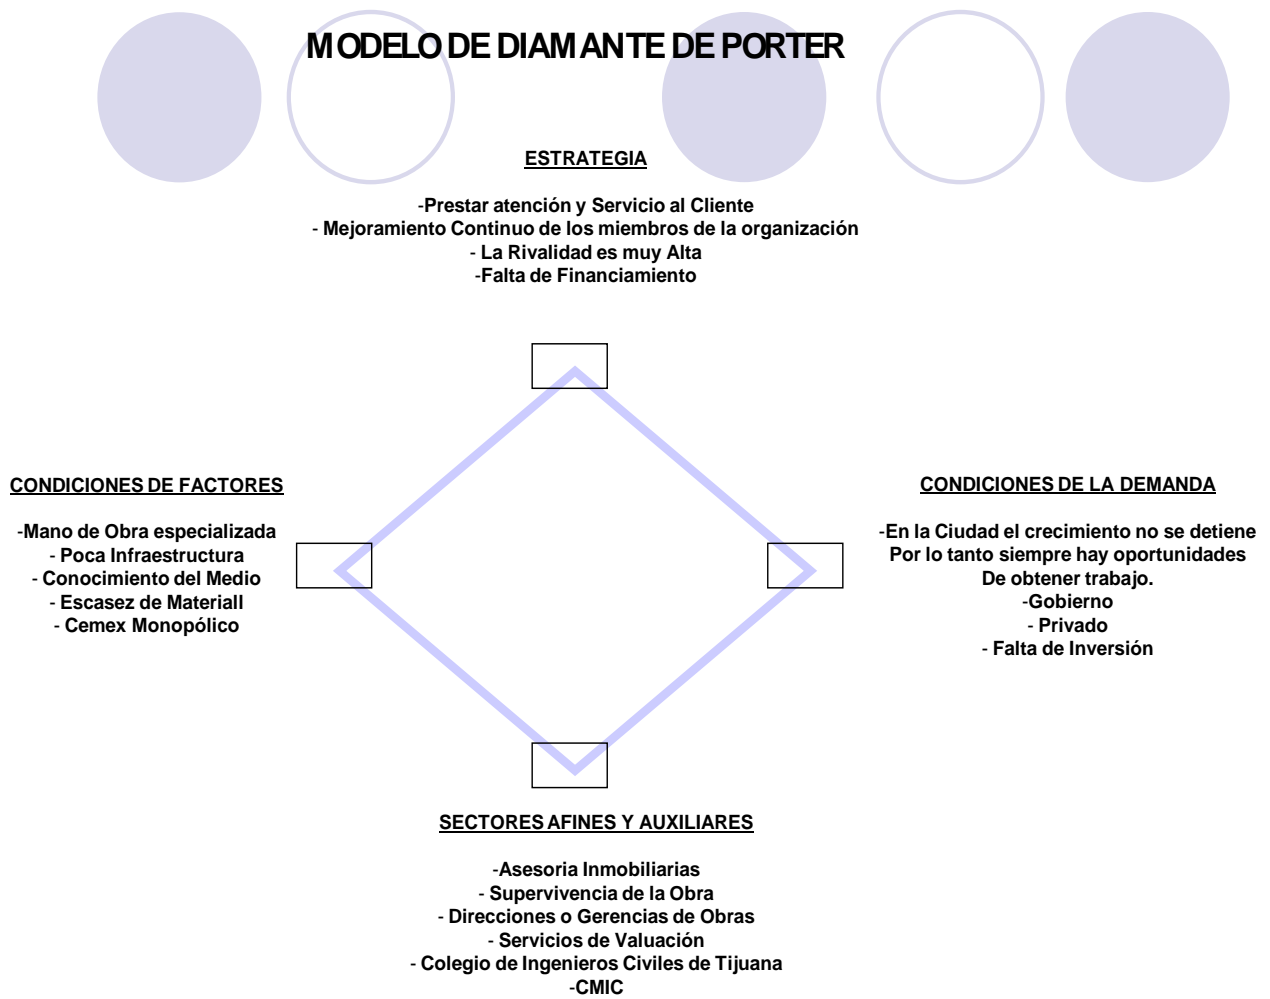 MODELO DE DIAMANTE DE PORTER
ESTRATEGIA
-Prestar atención y Servicio al Cliente
- Mejoramiento Continuo de los miembros de la organización
- La Rivalidad es muy Alta
-Falta de Financiamiento
CONDICIONES DE FACTORES
-Mano de Obra especializada
- Poca Infraestructura
- Conocimiento del Medio
- Escasez de Materiall
- Cemex Monopólico
CONDICIONES DE LA DEMANDA
-En la Ciudad el crecimiento no se detiene
Por lo tanto siempre hay oportunidades
De obtener trabajo.
-Gobierno
- Privado
- Falta de Inversión
SECTORES AFINES Y AUXILIARES
-Asesoria Inmobiliarias
- Supervivencia de la Obra
- Direcciones o Gerencias de Obras
- Servicios de Valuación
- Colegio de Ingenieros Civiles de Tijuana
-CMIC